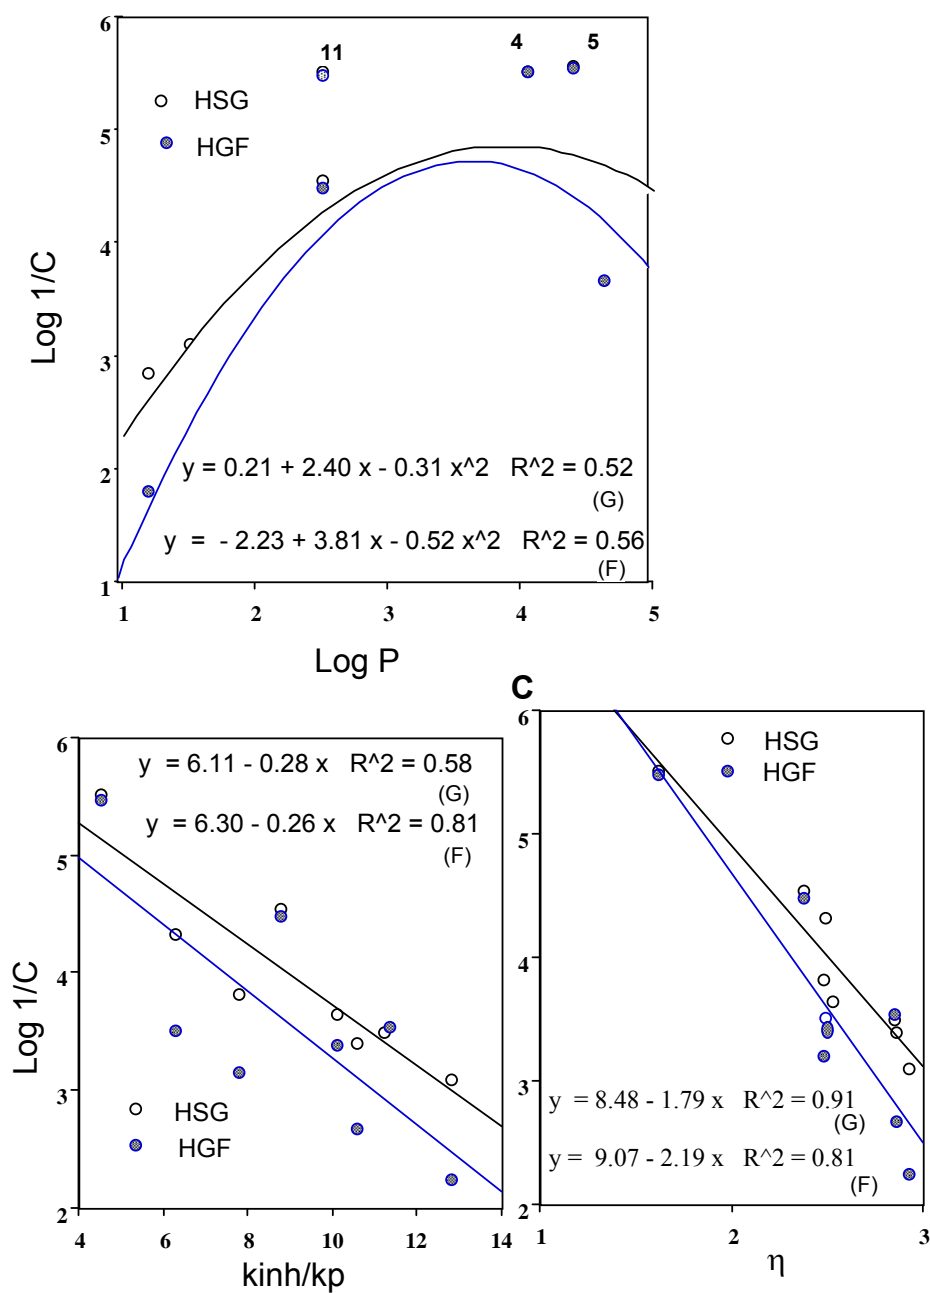 6
11
4
5
HSG
HGF
5
4
3
2
1
Log 1/C
y = 0.21 + 2.40 x - 0.31 x^2 R^2 = 0.52
(G)
y = - 2.23 + 3.81 x - 0.52 x^2 R^2 = 0.56
(F)
1 2 3 4 5
Log P
6
y = 6.11 - 0.28 x R^2 = 0.58
(G)
y = 6.30 - 0.26 x R^2 = 0.81
(F)
5
4
3
2
Log 1/C
HSG
HGF
4 6 8 10 12 14
kinh/kp
C
6
HSG
HGF
5
4
3
2
y = 8.48 - 1.79 x R^2 = 0.91
(G)
y = 9.07 - 2.19 x R^2 = 0.81
(F)
1 2 3
η